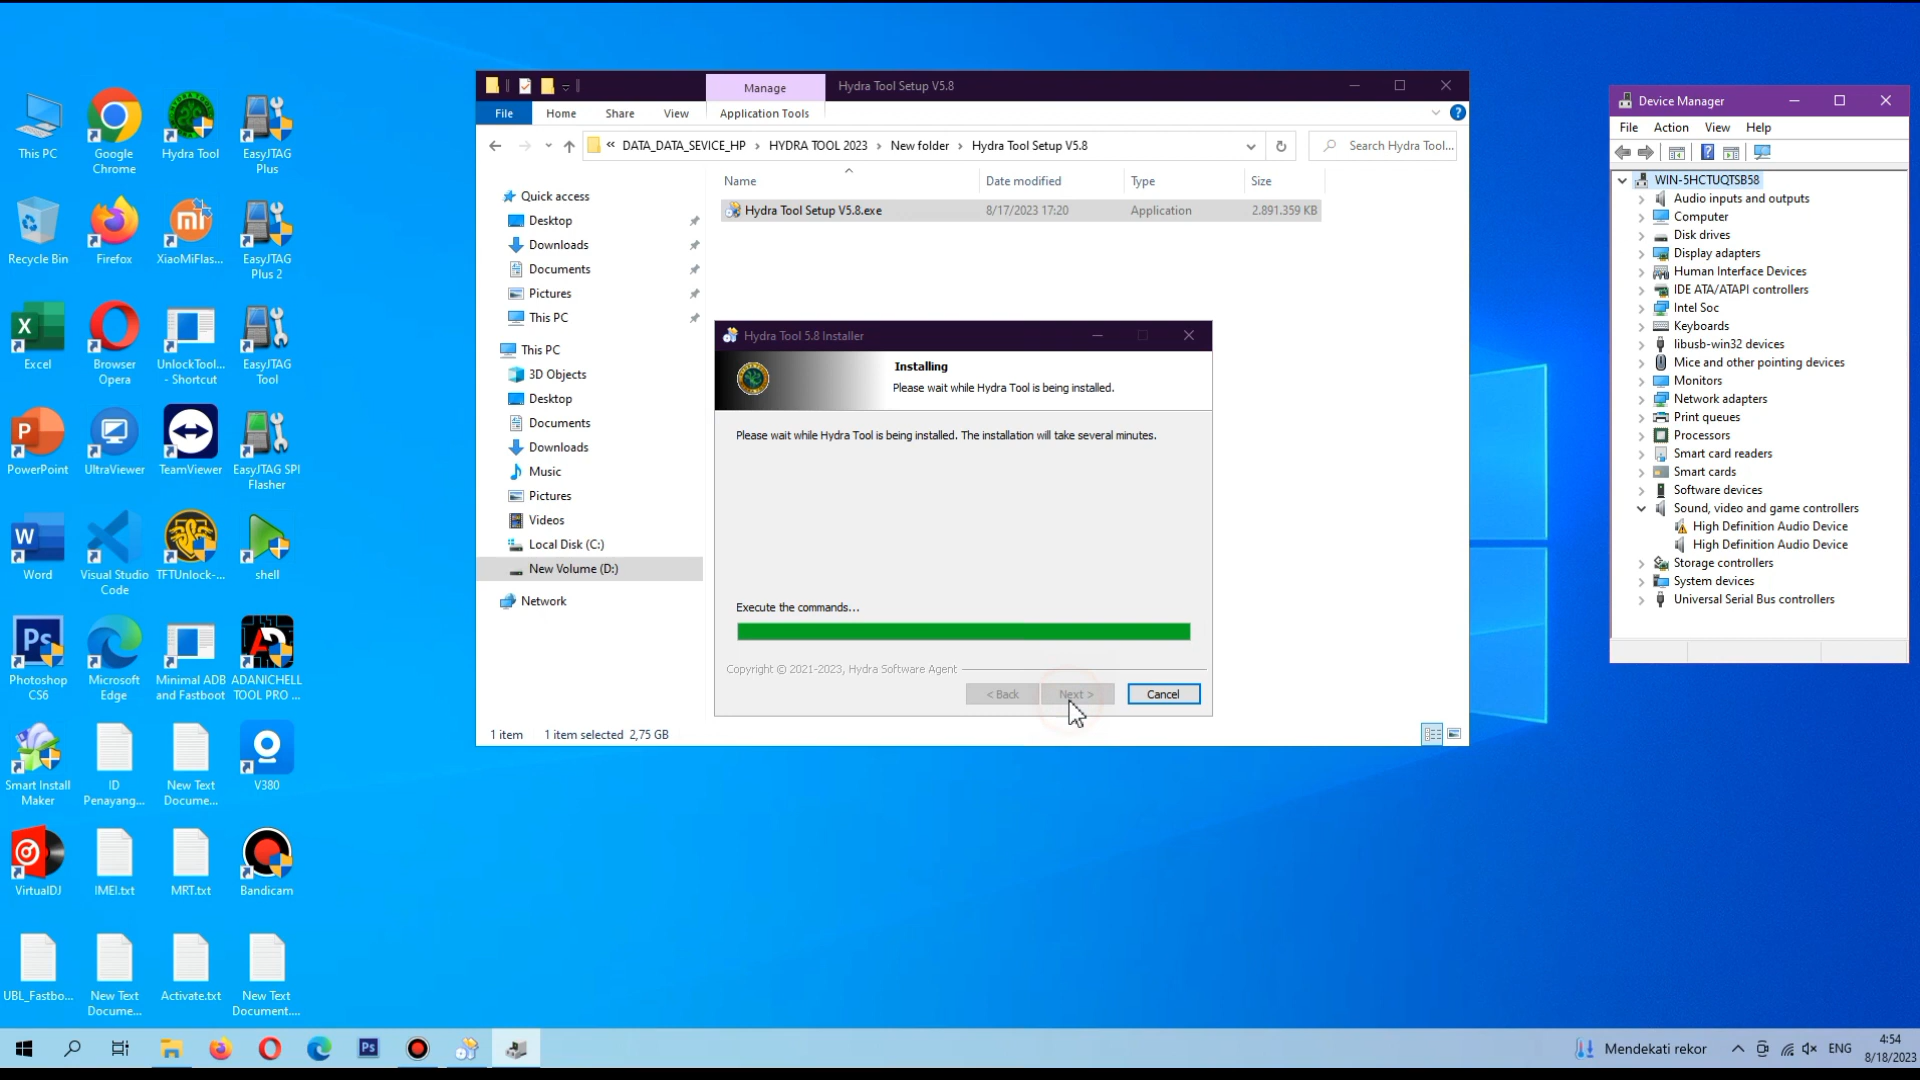 This PC
Google
Chrome
Hydra Tool
EasyJTAG
Plus
Recycle Bin
Firefox
XiaoMiFlas...
EasyJTAG
Plus 2
Excel
Browser
Opera
UnlockTool...
- Shortcut
EasyJTAG
Tool
PowerPoint
UltraViewer
TeamViewer
EasyJTAG SPI
Flasher
Word
Visual Studio
Code
TFTUnlock-...
shell
Photoshop
CS6
Microsoft
Edge
Minimal ADB
and Fastboot
ADANICHELL
TOOL PRO ...
Smart Install
Maker
ID
Penayang...
New Text
Docume...
V380
VirtualDJ
IMEI.txt
MRT.txt
Bandicam
UBL_Fastbo...
New Text
Docume...
Activate.txt
New Text
Document....
Manage
Hydra Tool Setup V5.8
File
Home
Share
View
Application Tools
« DATA_DATA_SEVICE_HP > HYDRA TOOL 2023 > New folder > Hydra Tool Setup V5.8
Search Hydra Tool...
Name
Date modified
Type
Size
Hydra Tool Setup V5.8.exe
8/17/2023 17:20
Application
2.891.359 KB
Quick access
Desktop
Downloads
Documents
Pictures
This PC
This PC
3D Objects
Desktop
Documents
Downloads
Music
Pictures
Videos
Local Disk (C:)
New Volume (D:)
Network
1 item
1 item selected 2,75 GB
Hydra Tool 5.8 Installer
Installing
Please wait while Hydra Tool is being installed.
Please wait while Hydra Tool is being installed. The installation will take several minutes.
Execute the commands...
Copyright © 2021-2023, Hydra Software Agent
< Back
Next >
Cancel
Device Manager
File
Action
View
Help
WIN-5HCTUQTSB58
Audio inputs and outputs
Computer
Disk drives
Display adapters
Human Interface Devices
IDE ATA/ATAPI controllers
Intel Soc
Keyboards
libusb-win32 devices
Mice and other pointing devices
Monitors
Network adapters
Print queues
Processors
Smart card readers
Smart cards
Software devices
Sound, video and game controllers
High Definition Audio Device
High Definition Audio Device
Storage controllers
System devices
Universal Serial Bus controllers
Mendekati rekor
ENG
4:54
8/18/2023